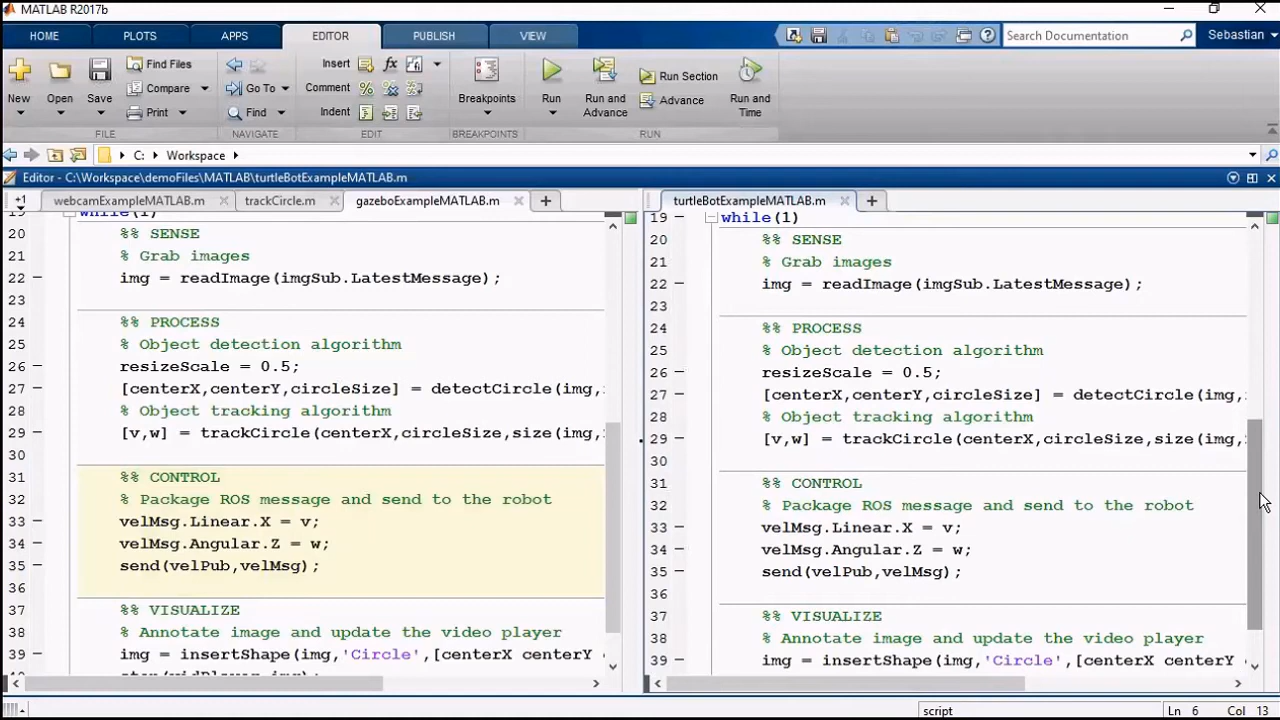 MATLAB R2017b
HOME PLOTS APPS EDITOR PUBLISH VIEW Search Documentation Sebastian
New Open Save Find Files Compare Print Go To Find Insert fx Comment Indent Breakpoints Run Run and Advance Run Section Advance Run and Time
FILE NAVIGATE EDIT BREAKPOINTS RUN
C: Workspace
Editor - C:\Workspace\demoFiles\MATLAB\turtleBotExampleMATLAB.m
+1 webcamExampleMATLAB.m trackCircle.m gazeboExampleMATLAB.m
19 while(1)
20 %% SENSE
21 % Grab images
22 img = readImage(imgSub.LatestMessage);
23
24 %% PROCESS
25 % Object detection algorithm
26 resizeScale = 0.5;
27 [centerX,centerY,circleSize] = detectCircle(img,
28 % Object tracking algorithm
29 [v,w] = trackCircle(centerX,circleSize,size(img,
30
31 %% CONTROL
32 % Package ROS message and send to the robot
33 velMsg.Linear.X = v;
34 velMsg.Angular.Z = w;
35 send(velPub,velMsg);
36
37 %% VISUALIZE
38 % Annotate image and update the video player
39 img = insertShape(img,'Circle',[centerX centerY
turtleBotExampleMATLAB.m
19 while(1)
20 %% SENSE
21 % Grab images
22 img = readImage(imgSub.LatestMessage);
23
24 %% PROCESS
25 % Object detection algorithm
26 resizeScale = 0.5;
27 [centerX,centerY,circleSize] = detectCircle(img,
28 % Object tracking algorithm
29 [v,w] = trackCircle(centerX,circleSize,size(img,
30
31 %% CONTROL
32 % Package ROS message and send to the robot
33 velMsg.Linear.X = v;
34 velMsg.Angular.Z = w;
35 send(velPub,velMsg);
36
37 %% VISUALIZE
38 % Annotate image and update the video player
39 img = insertShape(img,'Circle',[centerX centerY
script Ln 6 Col 13